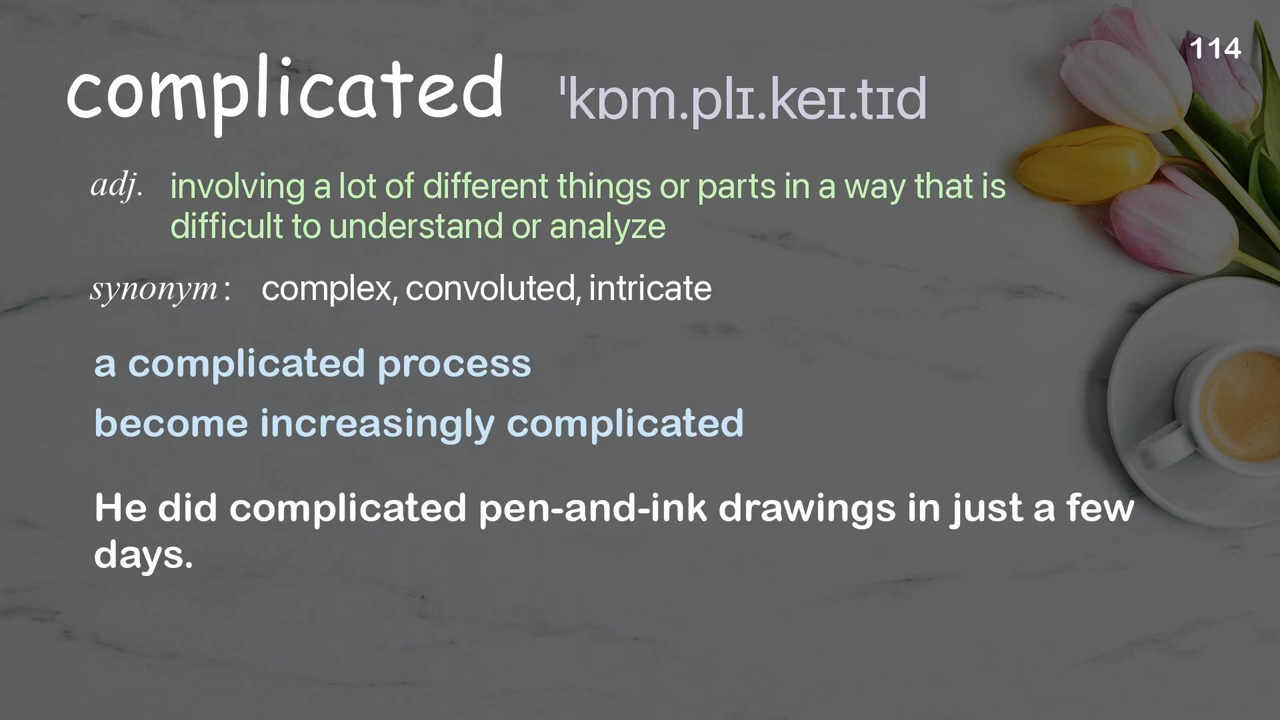 114
complicated ˈkɒm.plɪ.keɪ.tɪd
adj. involving a lot of different things or parts in a way that is
difficult to understand or analyze
synonym: complex, convoluted, intricate
a complicated process
become increasingly complicated
He did complicated pen-and-ink drawings in just a few
days.